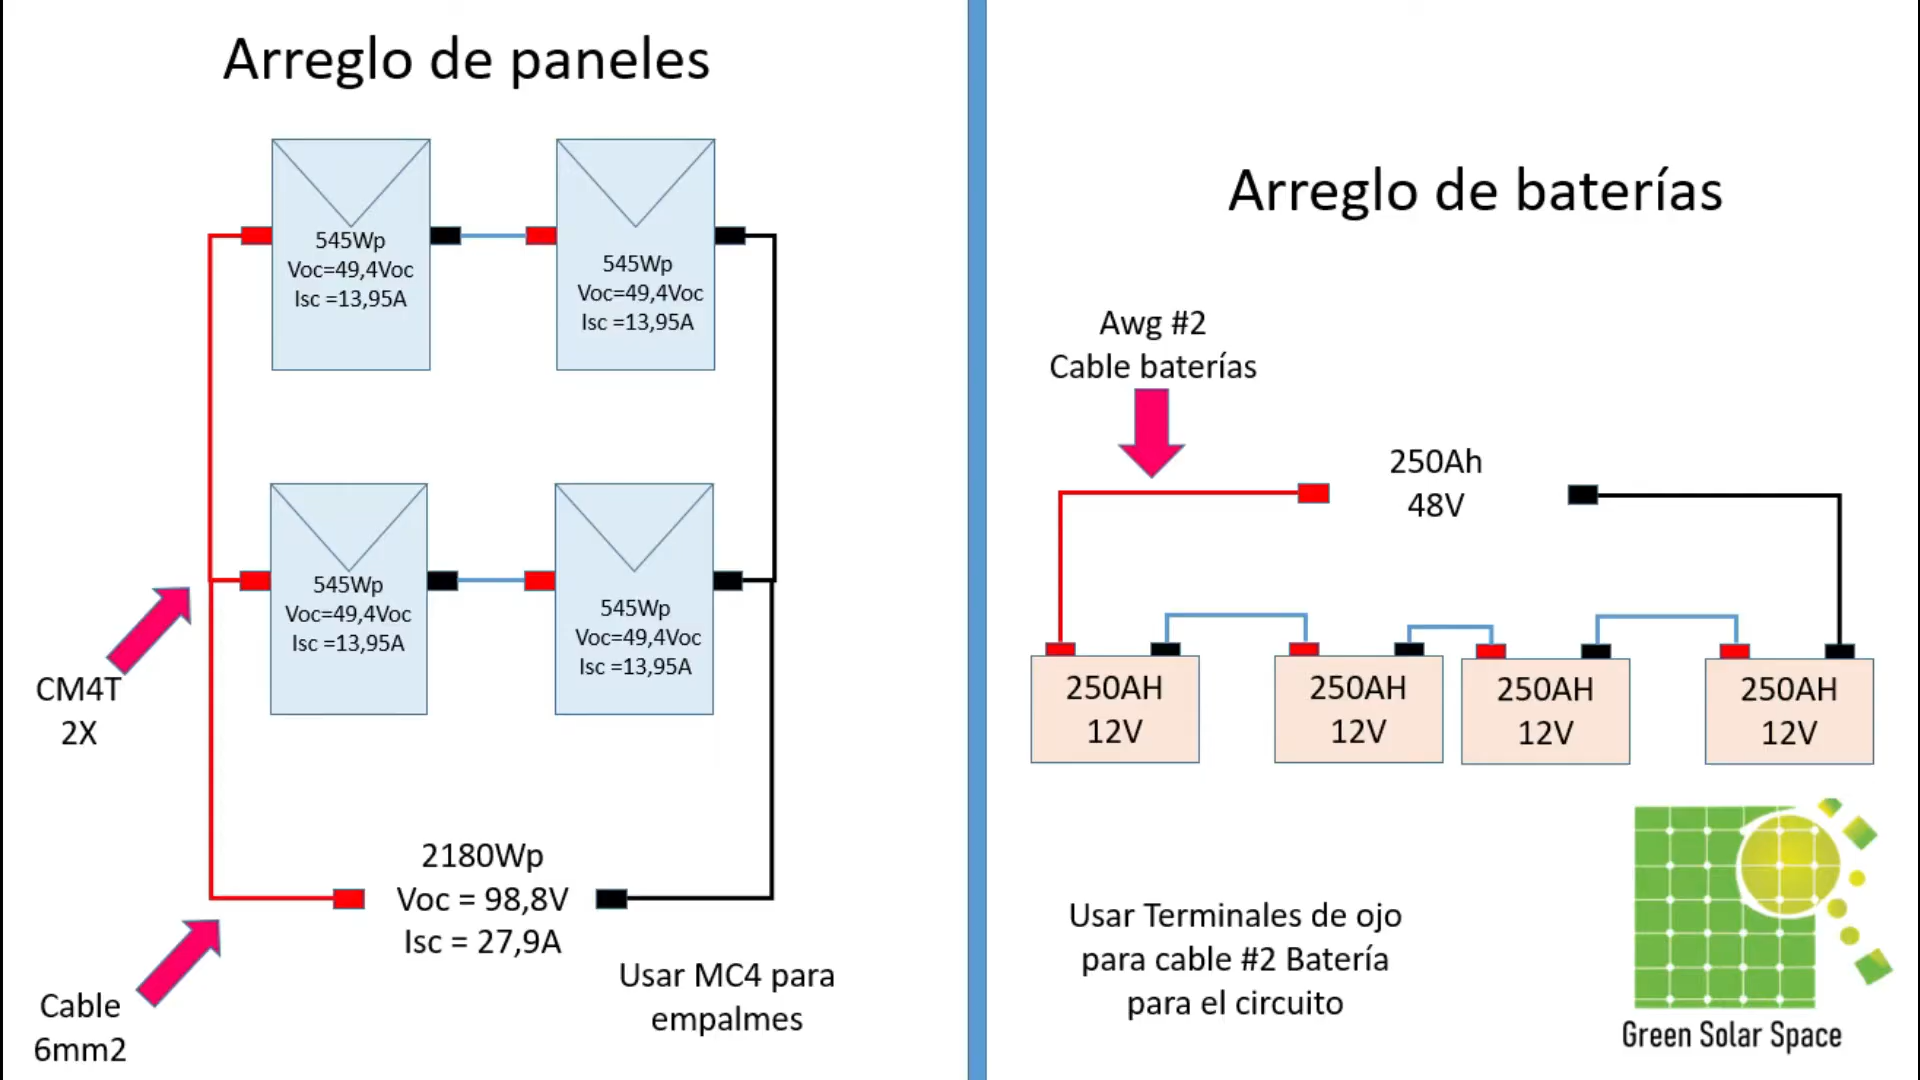 Arreglo de paneles
545Wp
Voc=49,4Voc
Isc =13,95A
545Wp
Voc=49,4Voc
Isc =13,95A
545Wp
Voc=49,4Voc
Isc =13,95A
545Wp
Voc=49,4Voc
Isc =13,95A
CM4T
2X
2180Wp
Voc = 98,8V
Isc = 27,9A
Cable
6mm2
Usar MC4 para
empalmes
Arreglo de baterías
Awg #2
Cable baterías
250Ah
48V
250AH
12V
250AH
12V
250AH
12V
250AH
12V
Usar Terminales de ojo
para cable #2 Batería
para el circuito
Green Solar Space